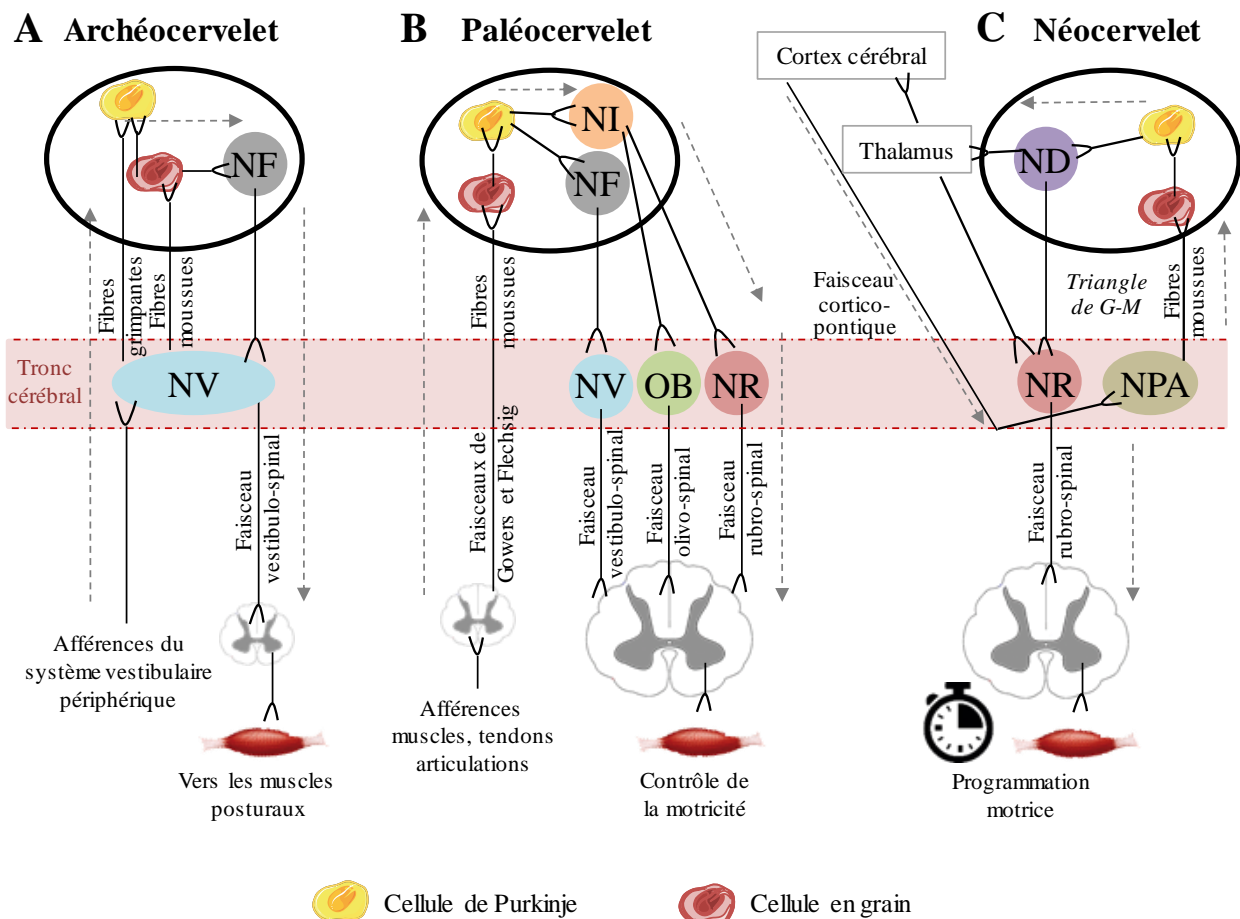 A Archéocervelet
B Paléocervelet
C Néocervelet
Cortex cérébral
Thalamus
NF
NI
NF
ND
Fibres
grimpantes
Fibres
moussues
Fibres
moussues
Faisceau
cortico-
pontique
Triangle
de G-M
Fibres
moussues
Tronc
cérébral
NV
NV
OB
NR
NR
NPA
Faisceau
vestibulo-spinal
Faisceaux de
Gowers et Flechsig
Faisceau
vestibulo-spinal
Faisceau
olivo-spinal
Faisceau
rubro-spinal
Faisceau
rubro-spinal
Afférences du
système vestibulaire
périphérique
Vers les muscles
posturaux
Afférences
muscles, tendons
articulations
Contrôle de
la motricité
Programmation
motrice
Cellule de Purkinje
Cellule en grain